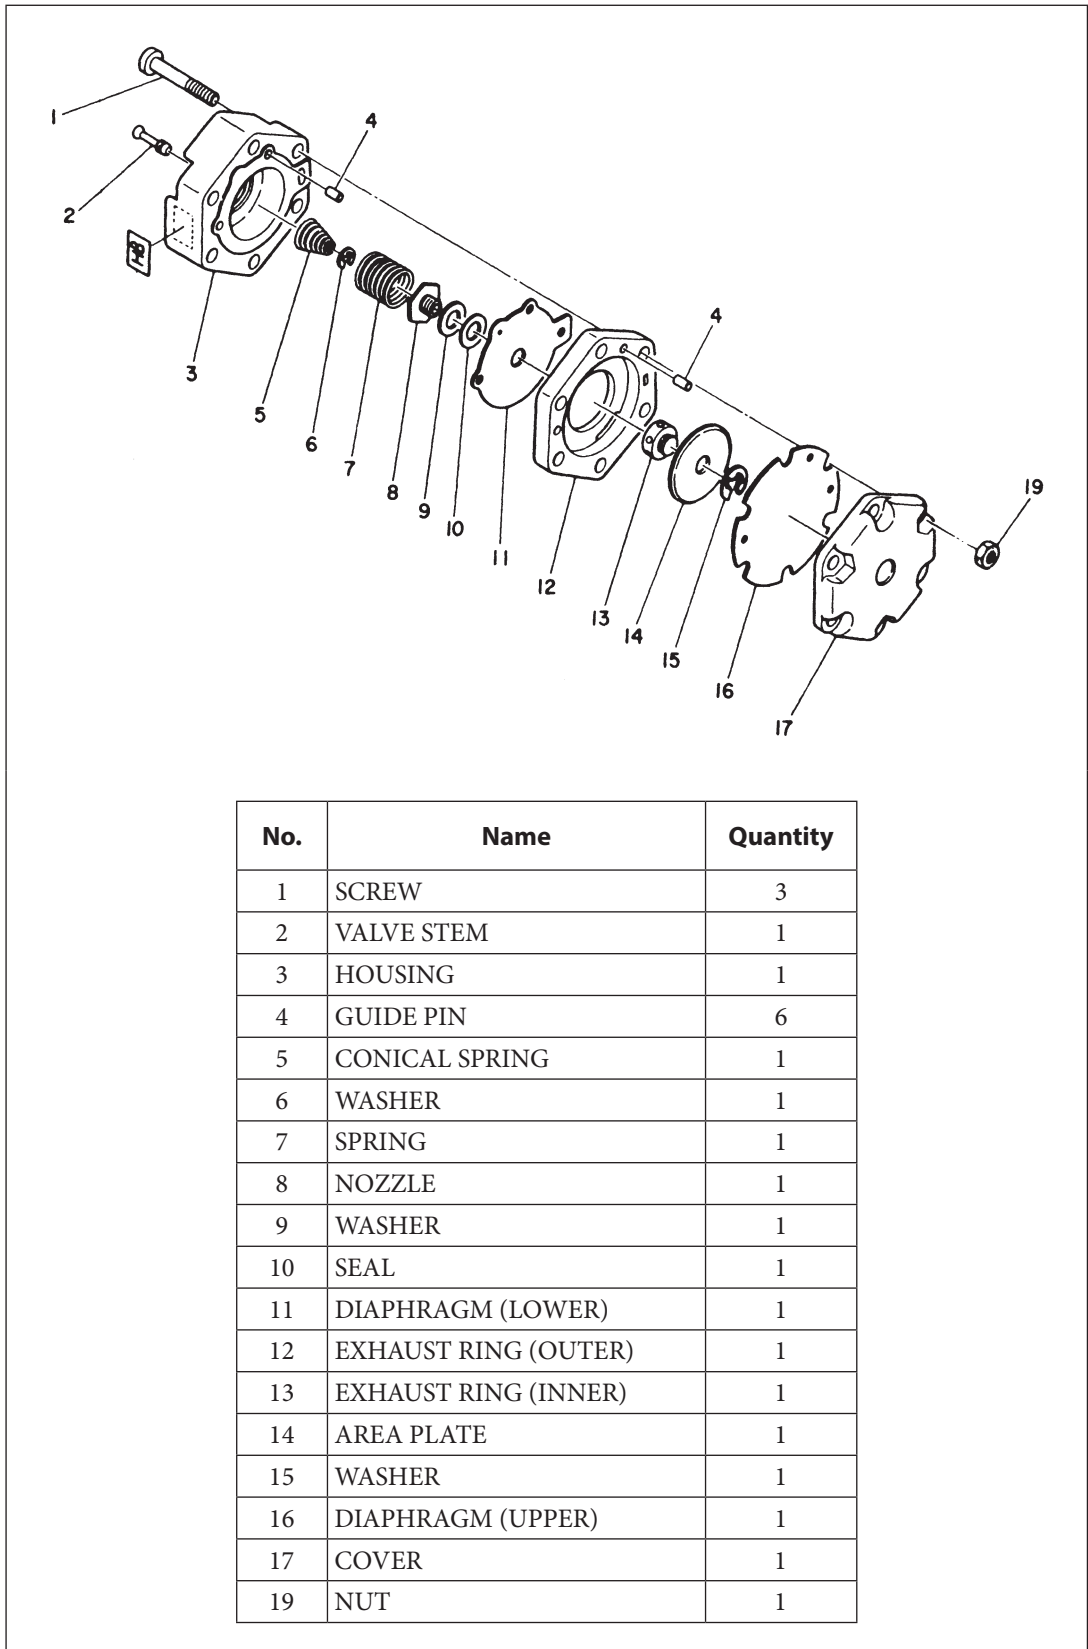 1
4
2
3
4
5
6
7
8
9
10
11
19
12
13
14
15
16
17
No. Name Quantity
1 SCREW 3
2 VALVE STEM 1
3 HOUSING 1
4 GUIDE PIN 6
5 CONICAL SPRING 1
6 WASHER 1
7 SPRING 1
8 NOZZLE 1
9 WASHER 1
10 SEAL 1
11 DIAPHRAGM (LOWER) 1
12 EXHAUST RING (OUTER) 1
13 EXHAUST RING (INNER) 1
14 AREA PLATE 1
15 WASHER 1
16 DIAPHRAGM (UPPER) 1
17 COVER 1
19 NUT 1